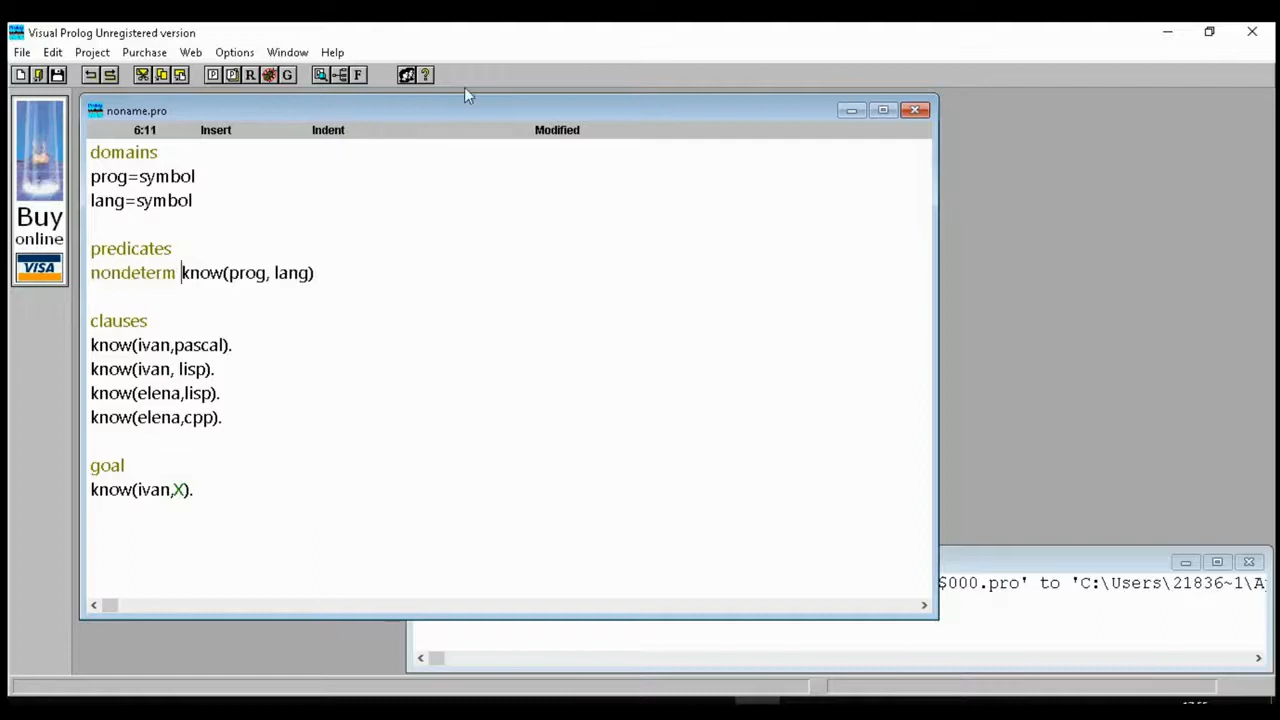 Visual Prolog Unregistered version
File Edit Project Purchase Web Options Window Help
R G F ?
noname.pro
6:11 Insert Indent Modified
domains
prog=symbol
lang=symbol
predicates
nondeterm know(prog, lang)
clauses
know(ivan,pascal).
know(ivan, lisp).
know(elena,lisp).
know(elena,cpp).
goal
know(ivan,X).
Buy
online
VISA
$000.pro' to 'C:\Users\21836~1\A